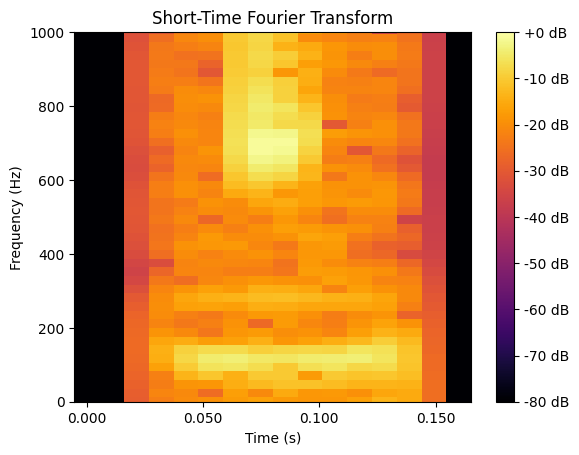 Short-Time Fourier Transform
1000
800
600
400
200
0
Frequency (Hz)
0.000
0.050
0.100
0.150
Time (s)
+0 dB
-10 dB
-20 dB
-30 dB
-40 dB
-50 dB
-60 dB
-70 dB
-80 dB